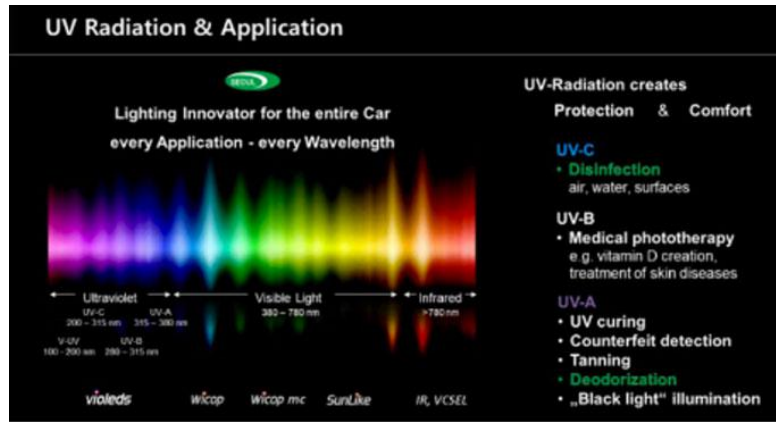 UV Radiation & Application
SEOUL
Lighting Innovator for the entire Car
every Application - every Wavelength
Ultraviolet
Visible Light
Infrared
UV-C
UV-A
380 – 780 nm
>780 nm
200 – 315 nm
315 – 380 nm
V-UV
UV-B
100 - 200 nm
280 – 315 nm
violeds
Wicop
Wicop mc
SunLike
IR, VCSEL
UV-Radiation creates
Protection & Comfort
UV-C
• Disinfection
air, water, surfaces
UV-B
• Medical phototherapy
e.g. vitamin D creation,
treatment of skin diseases
UV-A
• UV curing
• Counterfeit detection
• Tanning
• Deodorization
• „Black light“ illumination